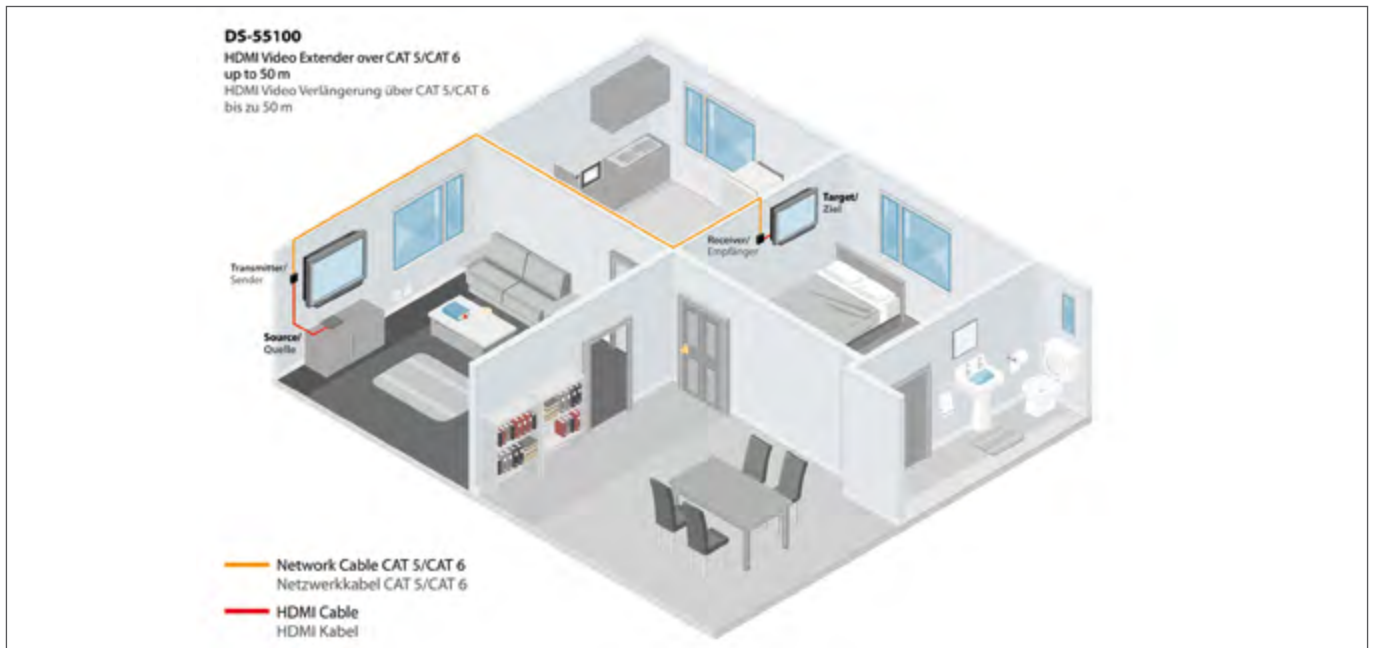 DS-55100
HDMI Video Extender over CAT 5/CAT 6
up to 50 m
HDMI Video Verlängerung über CAT 5/CAT 6
bis zu 50 m
Target/
Ziel
Receiver/
Empfänger
Transmitter/
Sender
Source/
Quelle
Network Cable CAT 5/CAT 6
Netzwerkkabel CAT 5/CAT 6
HDMI Cable
HDMI Kabel